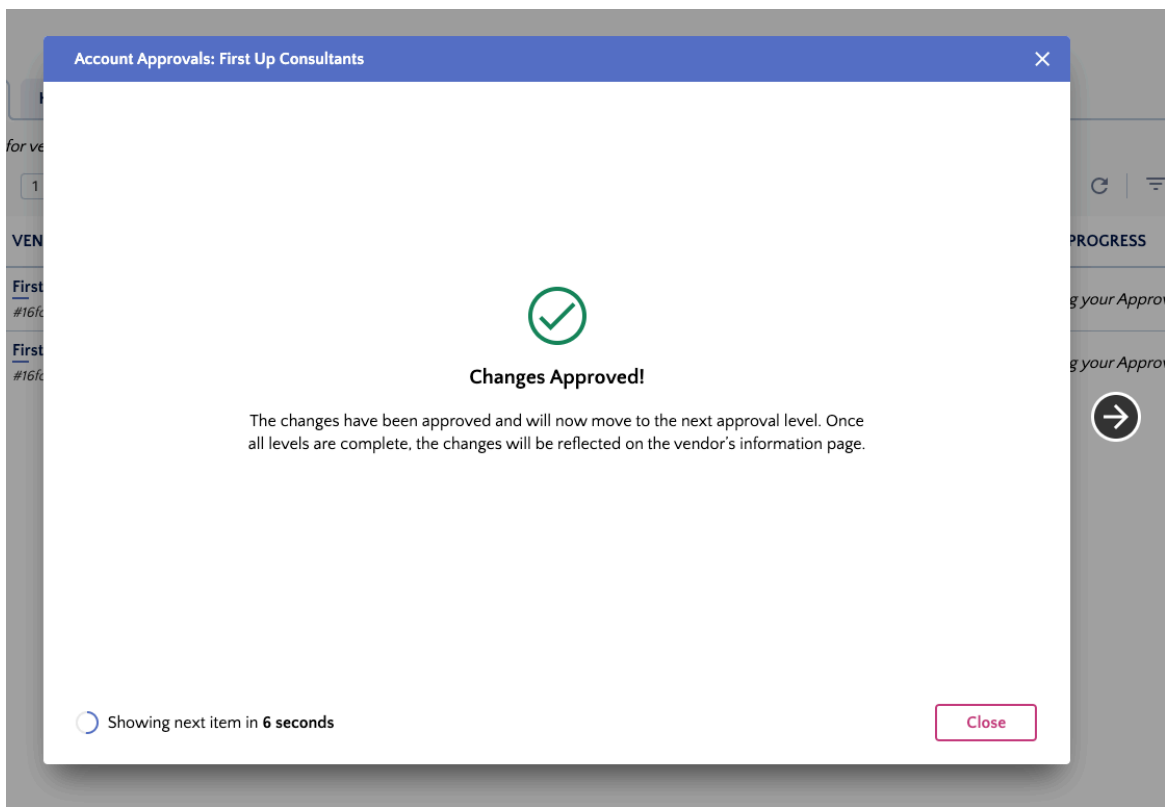 Account Approvals: First Up Consultants
for ve
1
VEN
PROGRESS
First
#16fc
g your Approv
First
#16fc
g your Approv
Changes Approved!
The changes have been approved and will now move to the next approval level. Once
all levels are complete, the changes will be reflected on the vendor’s information page.
Showing next item in 6 seconds
Close